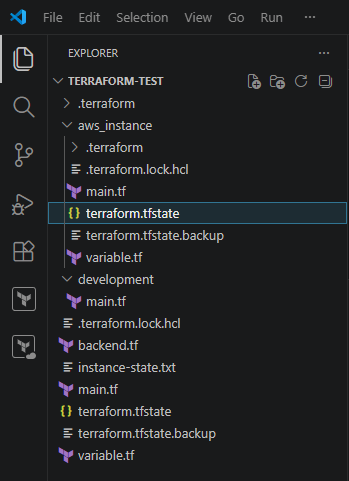 File Edit Selection View Go Run ···
EXPLORER ···
TERRAFORM-TEST
.terraform
aws_instance
.terraform
.terraform.lock.hcl
main.tf
{} terraform.tfstate
terraform.tfstate.backup
variable.tf
development
main.tf
.terraform.lock.hcl
backend.tf
instance-state.txt
main.tf
{} terraform.tfstate
terraform.tfstate.backup
variable.tf